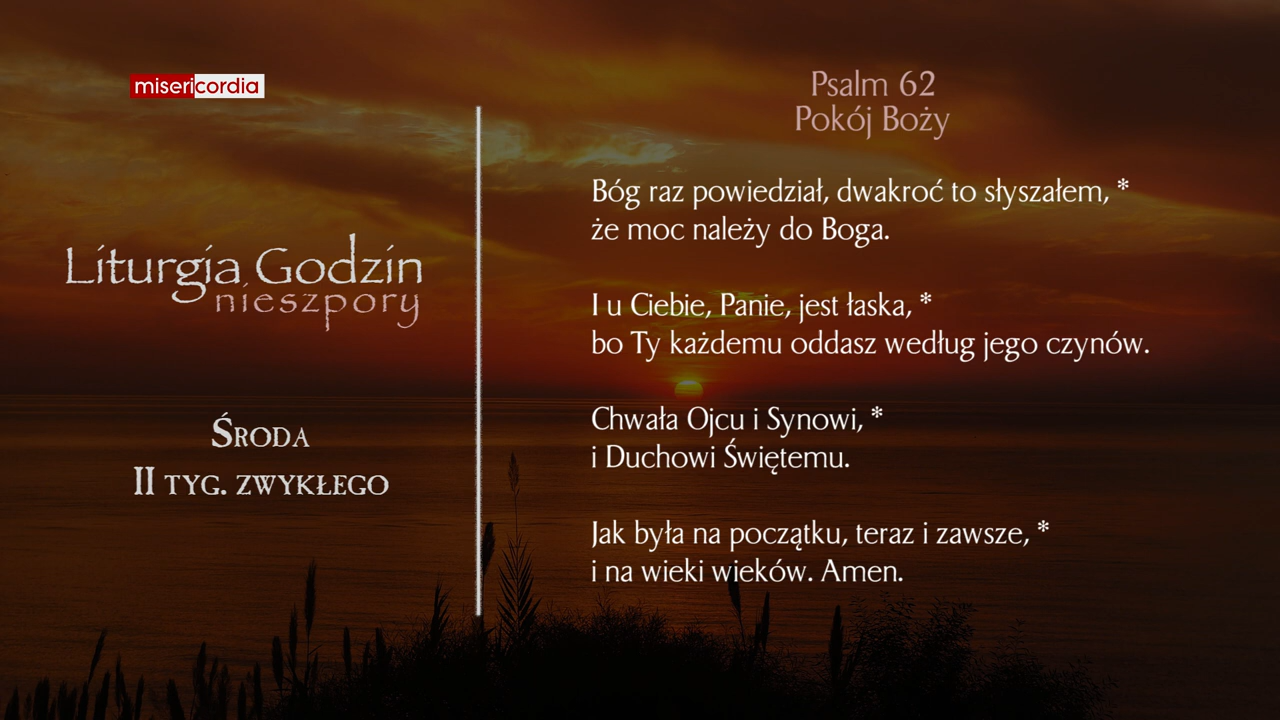 misericordia
Liturgia Godzin
nieszpory
Środa
II tyg. zwykłego
Psalm 62
Pokój Boży
Bóg raz powiedział, dwakroć to słyszałem, *
że moc należy do Boga.
I u Ciebie, Panie, jest łaska, *
bo Ty każdemu oddasz według jego czynów.
Chwała Ojcu i Synowi, *
i Duchowi Świętemu.
Jak była na początku, teraz i zawsze, *
i na wieki wieków. Amen.